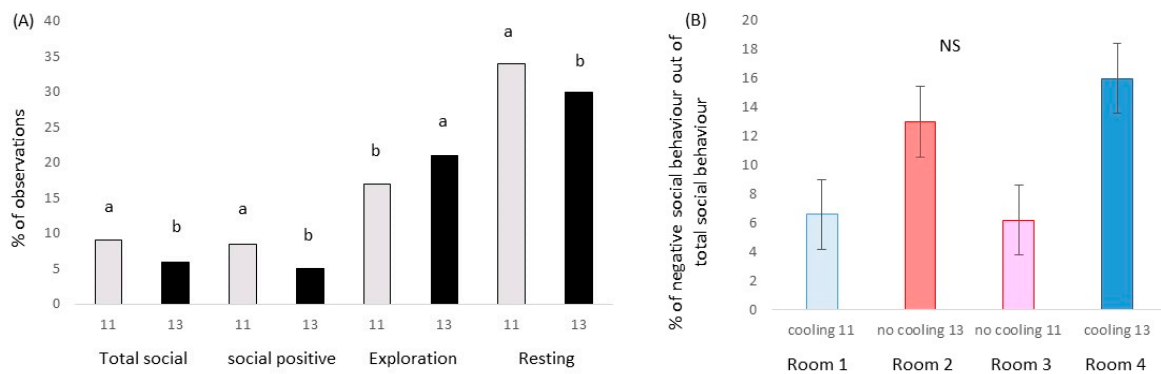 (A)
% of observations
40
35
30
25
20
15
10
5
0
a
b
a
b
b
a
a
b
11 13 11 13 11 13 11 13
Total social social positive Exploration Resting
(B)
% of negative social behaviour out of
total social behaviour
20
18
16
14
12
10
8
6
4
2
0
NS
cooling 11 no cooling 13 no cooling 11 cooling 13
Room 1 Room 2 Room 3 Room 4